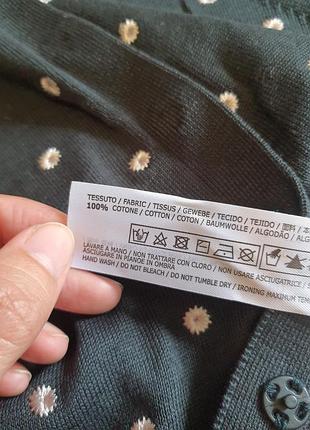 TESSUTO / FABRIC / TISSUS / GEWEBE / TECIDO / TEJIDO /
100% COTONE / COTTON / COTON / BAUMWOLLE / ALGODÃO /
LAVARE A MANO / NON TRATTARE CON CLORO / NON USARE ASCIUGATRICE /
ASCIUGARE IN PIANO IN OMBRA
HAND WASH / DO NOT BLEACH / DO NOT TUMBLE DRY / IRONING MAXIMUM